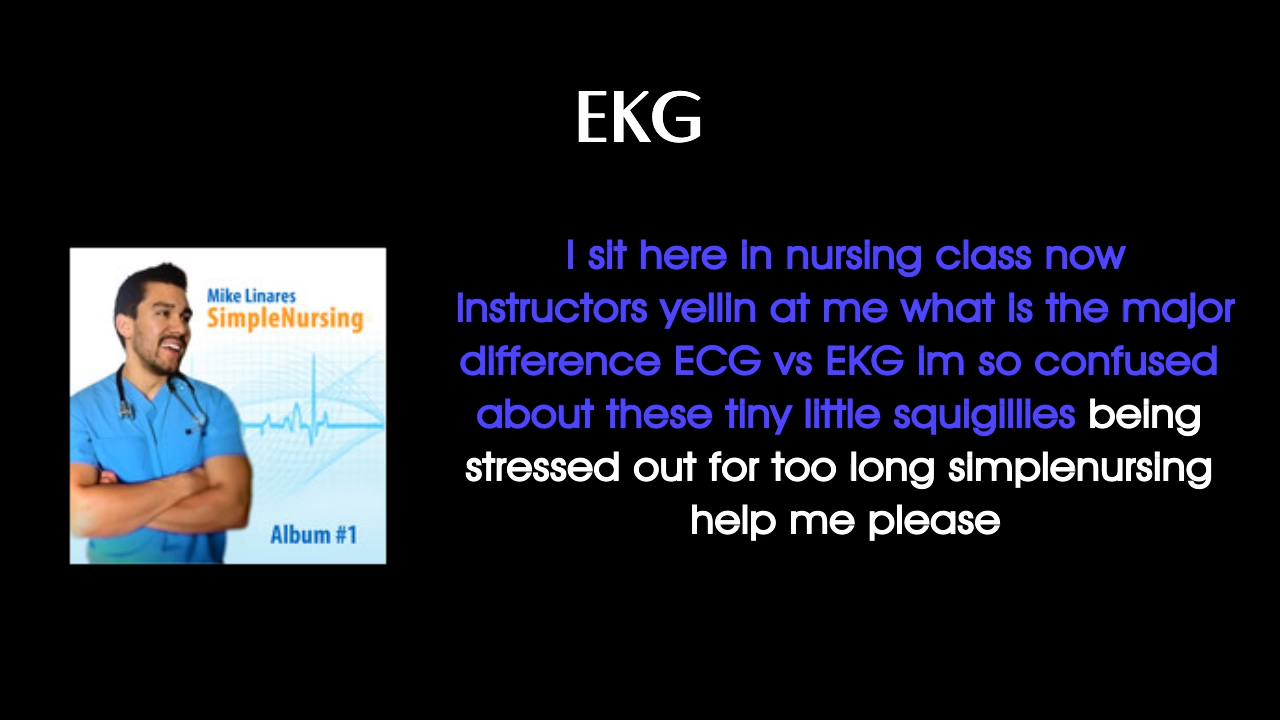 EKG
Mike Linares
SimpleNursing
Album #1
I sit here in nursing class now
instructors yellin at me what is the major
difference ECG vs EKG im so confused
about these tiny little squigillies being
stressed out for too long simplenursing
help me please